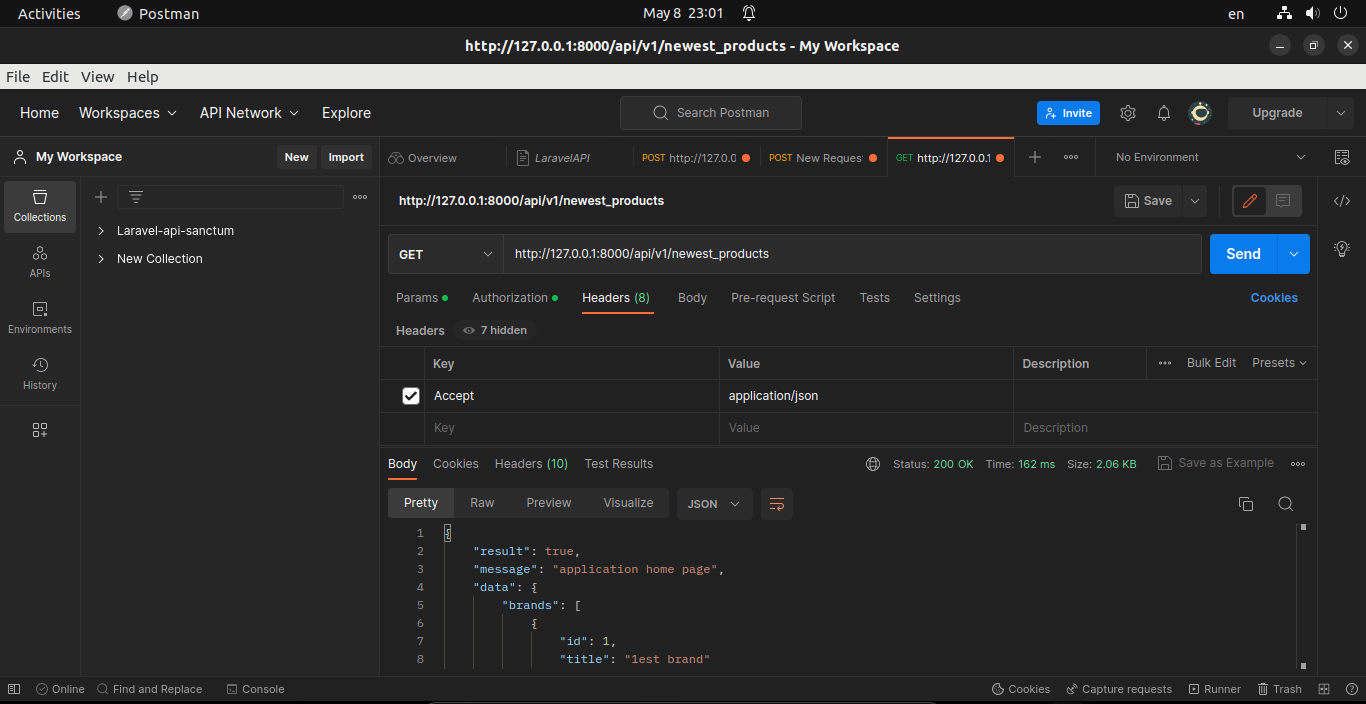 Activities Postman May 8 23:01 en
http://127.0.0.1:8000/api/v1/newest_products - My Workspace
File Edit View Help
Home Workspaces API Network Explore Search Postman Invite Upgrade
My Workspace New Import Overview LaravelAPI POST http://127.0.0 POST New Reques GET http://127.0.0.1 No Environment
http://127.0.0.1:8000/api/v1/newest_products Save
Collections
Laravel-api-sanctum
New Collection
APIs
Environments
History
GET http://127.0.0.1:8000/api/v1/newest_products Send
Params Authorization Headers (8) Body Pre-request Script Tests Settings Cookies
Headers 7 hidden
Key Value Description Bulk Edit Presets
Accept application/json
Key Value Description
Body Cookies Headers (10) Test Results Status: 200 OK Time: 162 ms Size: 2.06 KB Save as Example
Pretty Raw Preview Visualize JSON
1 {
2 "result": true,
3 "message": "application home page",
4 "data": {
5 "brands": [
6 {
7 "id": 1,
8 "title": "1est brand"
Online Find and Replace Console Cookies Capture requests Runner Trash